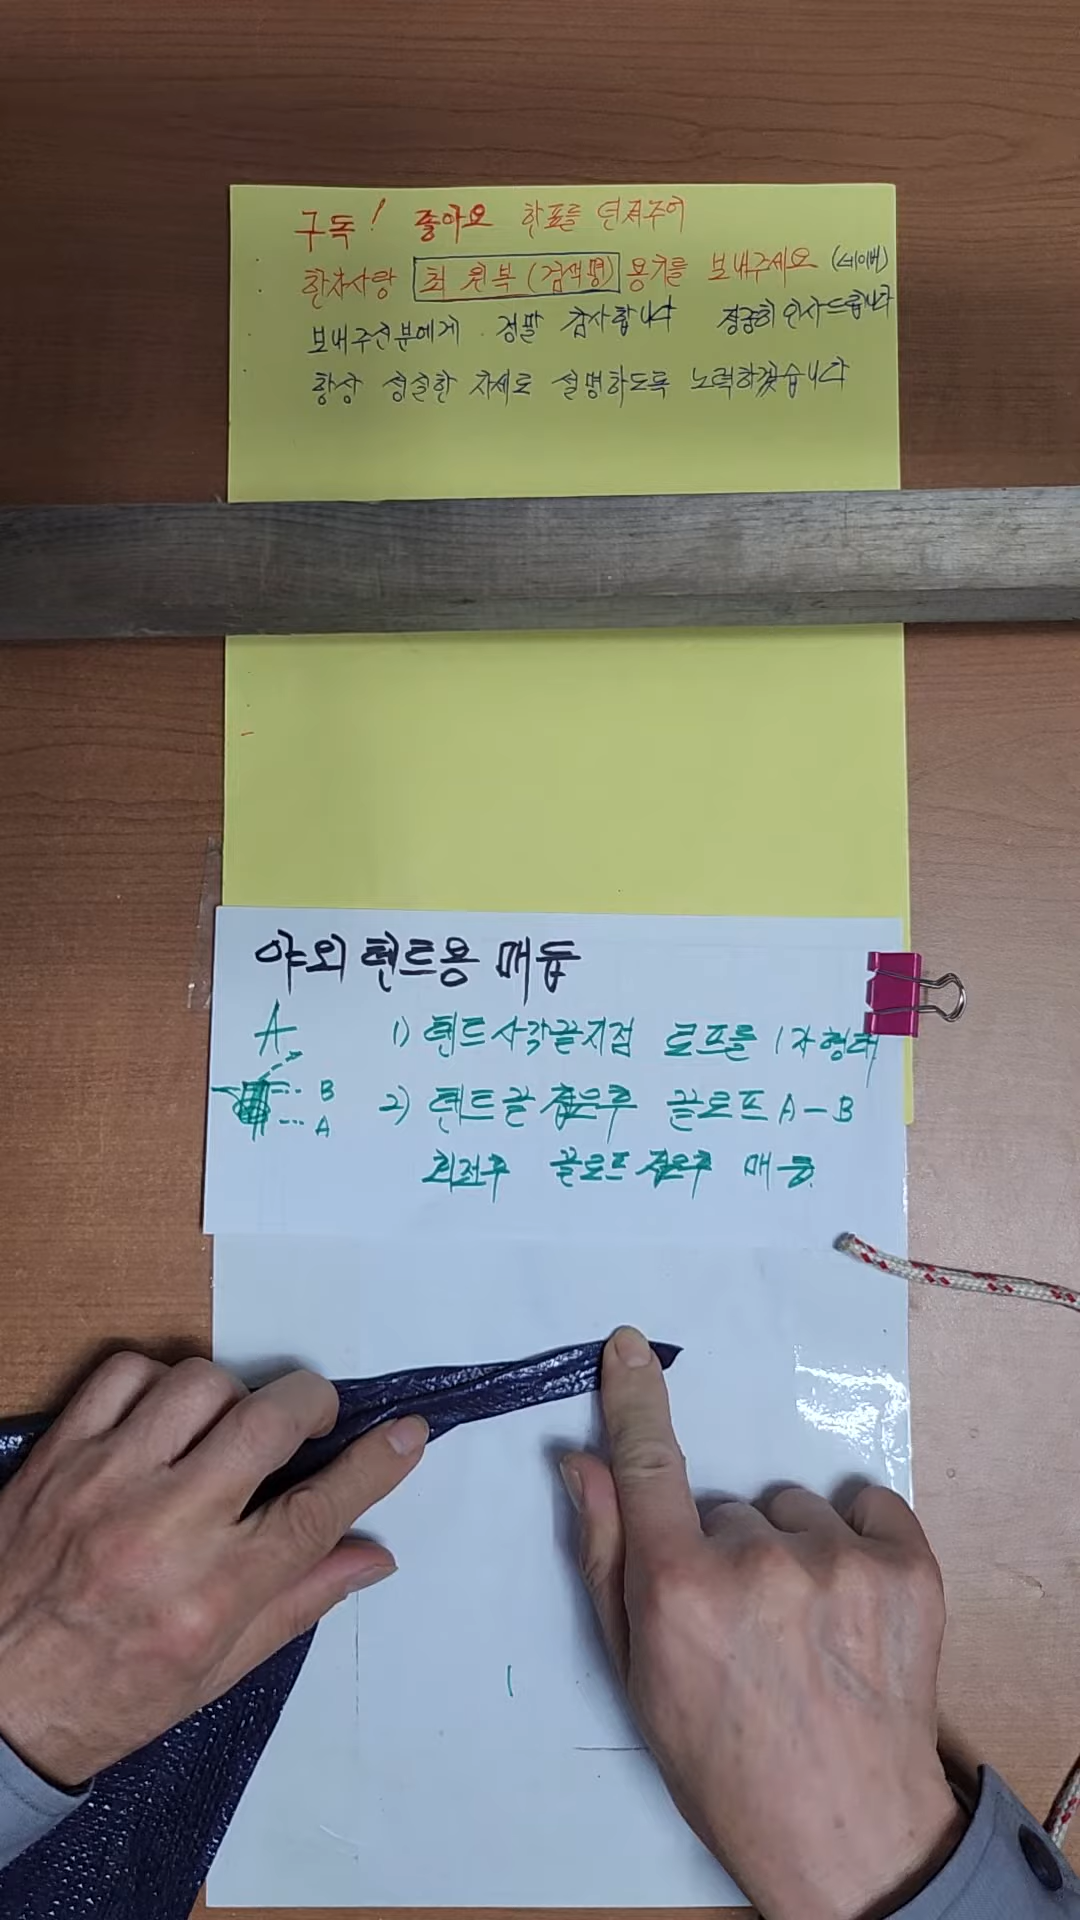 구독! 좋아요 한표를 던져주어
한자사랑 최원복(검색명) 용기를 보내주세요 (네이버)
보내주신분에게 정말 감사합니다 정중히 인사드립니다
항상 성실한 자세로 설명하도록 노력하겠습니다
야외 텐트용 매듭
A
B
A
1) 텐트사각끝지점 로프를 1자형태
2) 텐트끝 접은후 끝로프 A-B
회전후 끝로프 접은후 매듭.